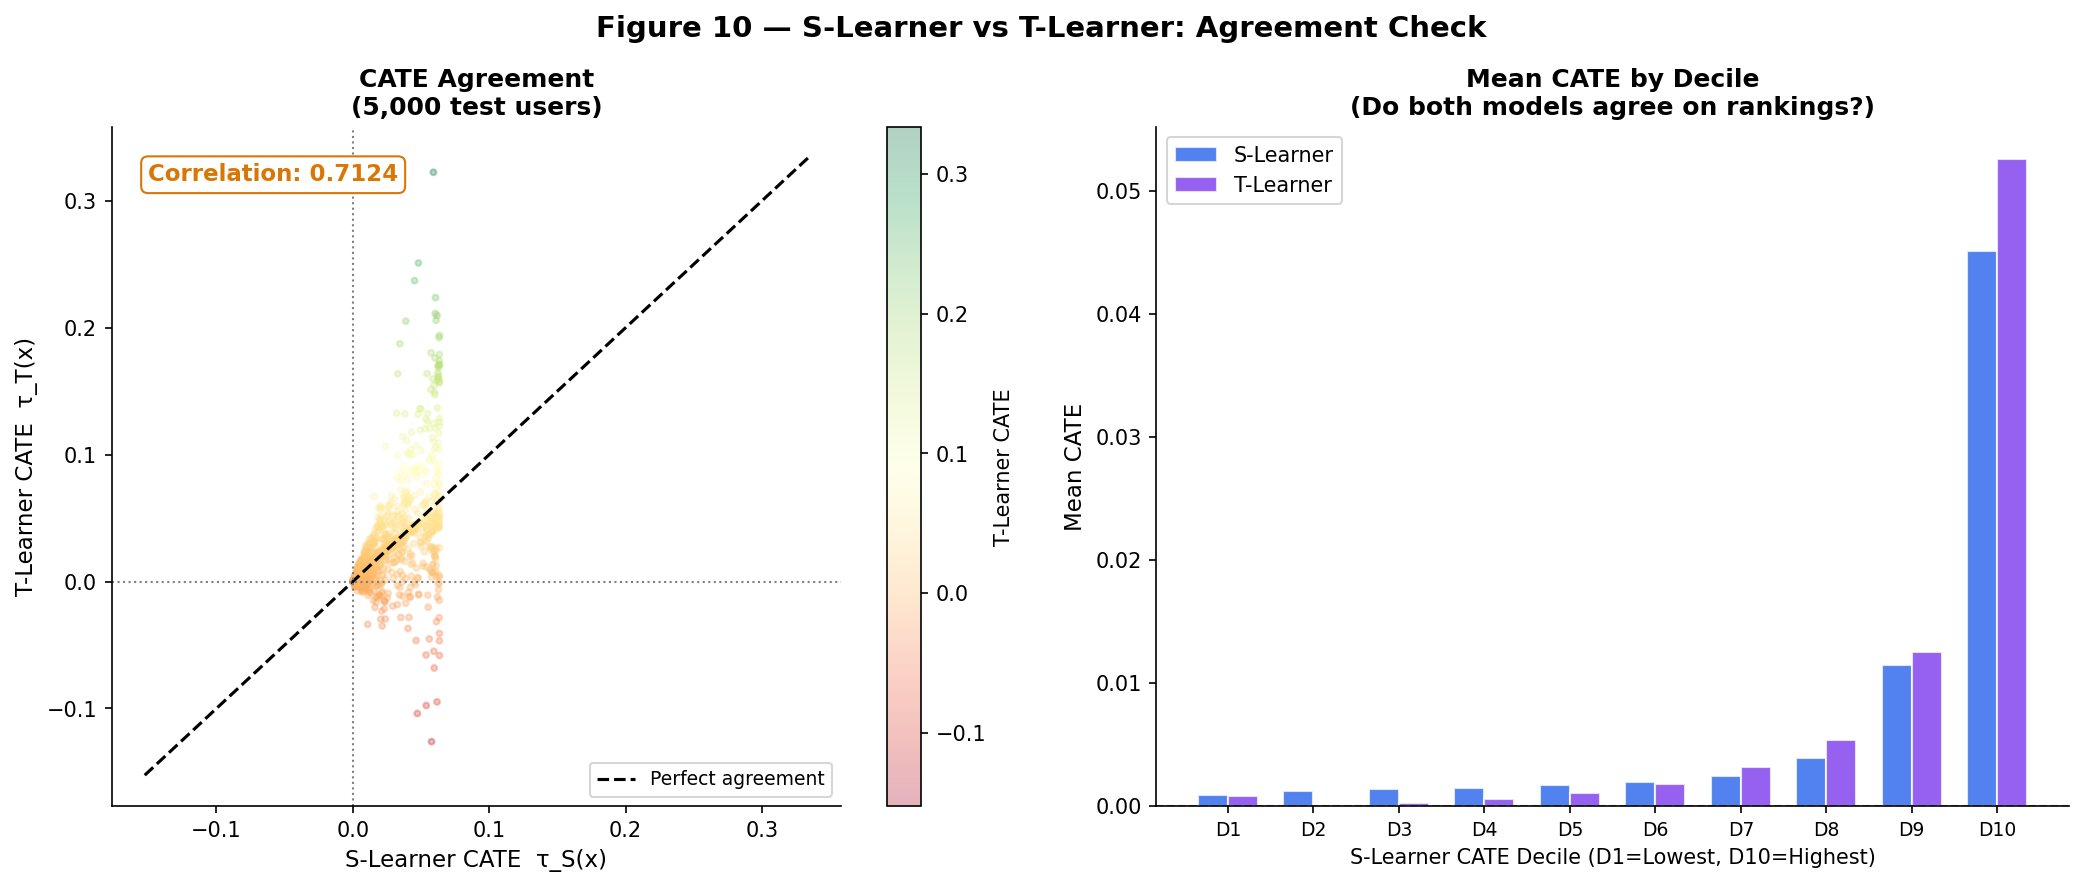 Figure 10 — S-Learner vs T-Learner: Agreement Check
CATE Agreement
(5,000 test users)
Correlation: 0.7124
0.3
0.2
0.1
0.0
−0.1
T-Learner CATE τ_T(x)
−0.1
0.0
0.1
0.2
0.3
S-Learner CATE τ_S(x)
Perfect agreement
0.3
0.2
0.1
0.0
−0.1
T-Learner CATE
Mean CATE by Decile
(Do both models agree on rankings?)
S-Learner
T-Learner
0.05
0.04
0.03
0.02
0.01
0.00
Mean CATE
D1
D2
D3
D4
D5
D6
D7
D8
D9
D10
S-Learner CATE Decile (D1=Lowest, D10=Highest)